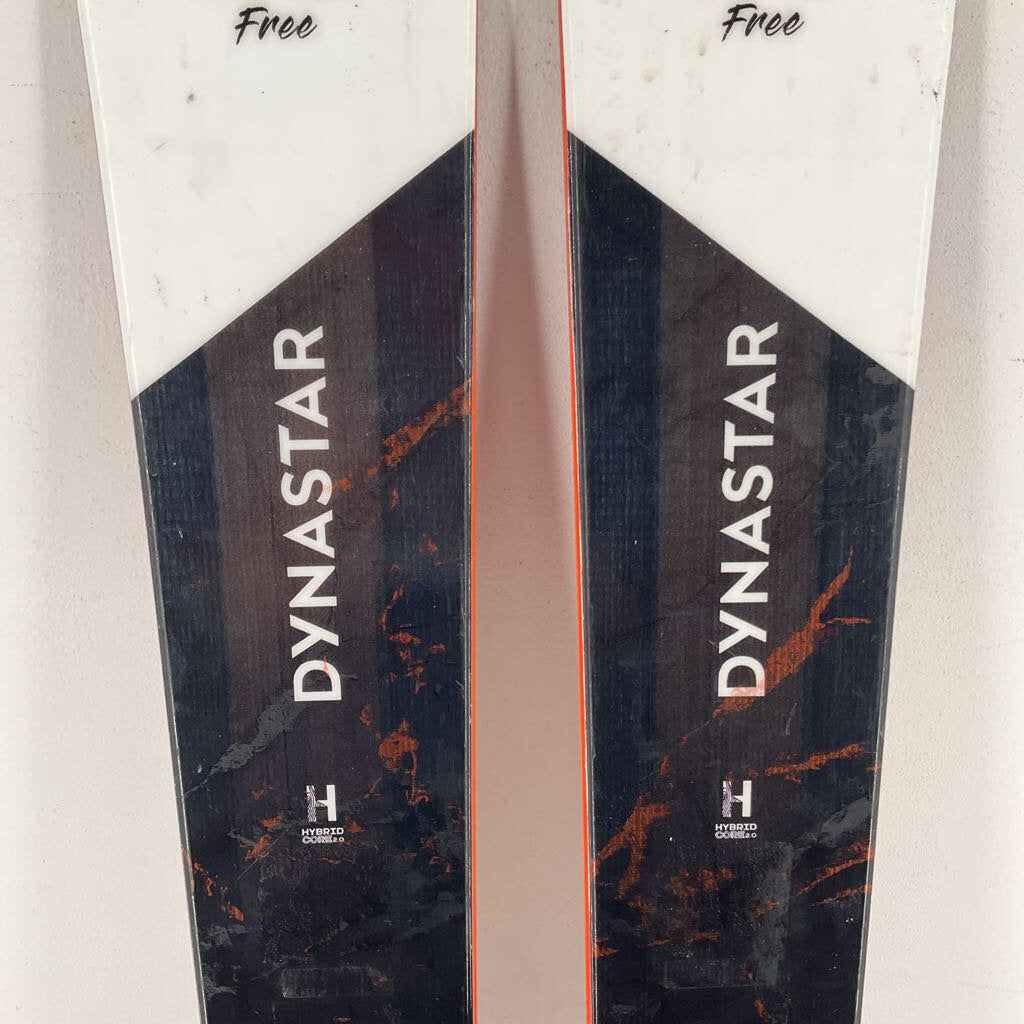 Free
DYNASTAR
H
HYBRID
CORE 2.0
Free
DYNASTAR
H
HYBRID
CORE 2.0